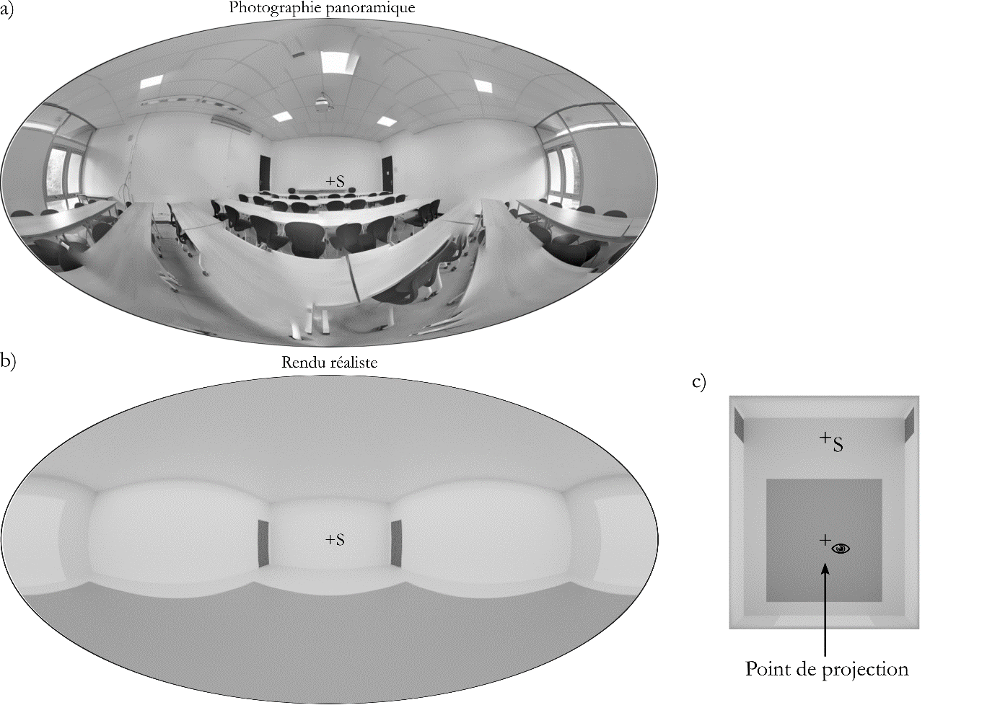 a)
Photographie panoramique
+S
b)
Rendu réaliste
+S
c)
+S
+
Point de projection